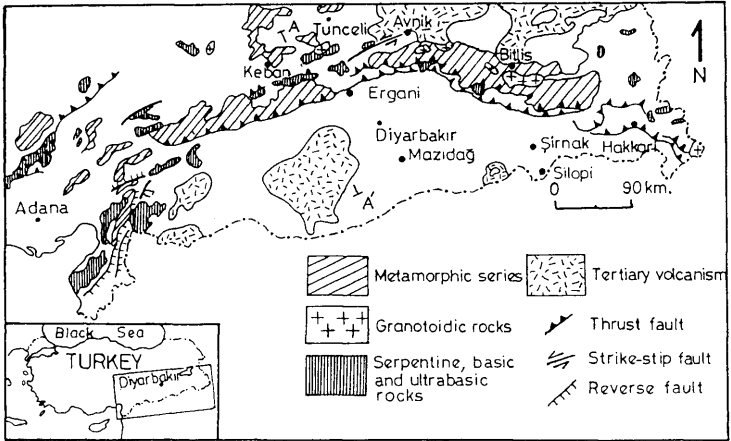 Tunceli
A
Avnik
Keban
Bitlis
N
Ergani
Diyarbakır
Mazıdağ
Şirnak
Hakkari
Silopi
Adana
A'
0 90 km.
Metamorphic series
Tertiary volcanism
Granotoidic rocks
Thrust fault
Serpentine, basic
and ultrabasic
rocks
Strike-stip fault
Reverse fault
Black Sea
TURKEY
Diyarbakır